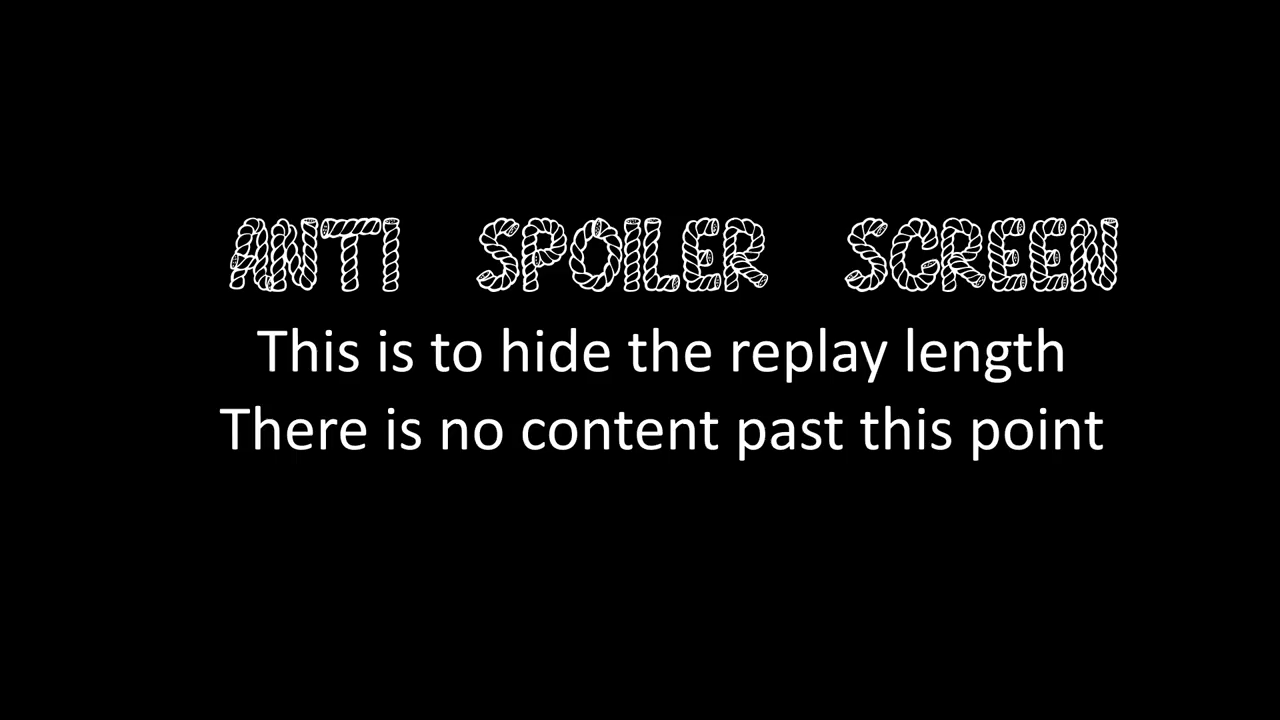 ANTI SPOILER SCREEN
This is to hide the replay length
There is no content past this point